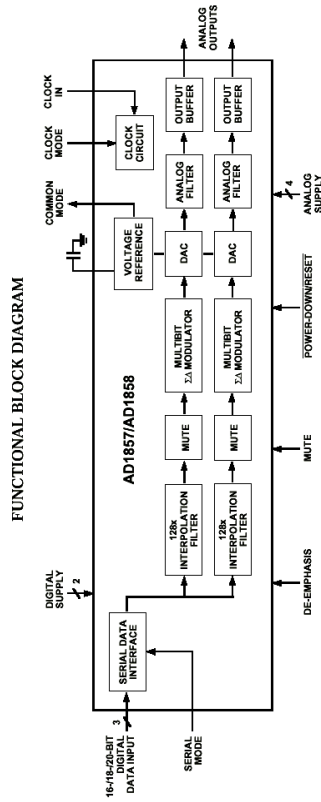 FUNCTIONAL BLOCK DIAGRAM
DIGITAL
SUPPLY
2
COMMON
MODE
CLOCK
MODE
CLOCK
IN
16-/18-/20-BIT
DIGITAL
DATA INPUT
3
SERIAL DATA
INTERFACE
AD1857/AD1858
VOLTAGE
REFERENCE
CLOCK
CIRCUIT
128x
INTERPOLATION
FILTER
MUTE
MULTIBIT
ΣΔ MODULATOR
DAC
ANALOG
FILTER
OUTPUT
BUFFER
128x
INTERPOLATION
FILTER
MUTE
MULTIBIT
ΣΔ MODULATOR
DAC
ANALOG
FILTER
OUTPUT
BUFFER
ANALOG
OUTPUTS
SERIAL
MODE
DE-EMPHASIS
MUTE
POWER-DOWN/RESET
4
ANALOG
SUPPLY